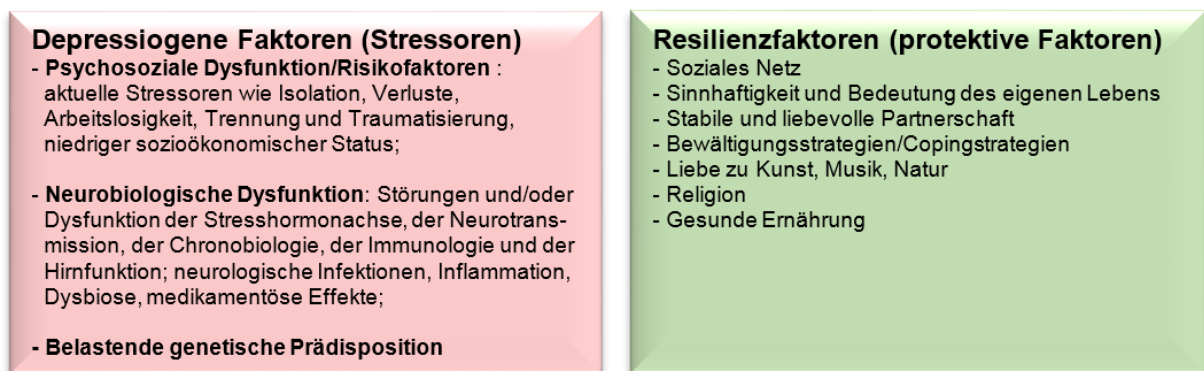 Depressiogene Faktoren (Stressoren)
- Psychosoziale Dysfunktion/Risikofaktoren :
aktuelle Stressoren wie Isolation, Verluste,
Arbeitslosigkeit, Trennung und Traumatisierung,
niedriger sozioökonomischer Status;
- Neurobiologische Dysfunktion: Störungen und/oder
Dysfunktion der Stresshormonachse, der Neurotrans-
mission, der Chronobiologie, der Immunologie und der
Hirnfunktion; neurologische Infektionen, Inflammation,
Dysbiose, medikamentöse Effekte;
- Belastende genetische Prädisposition
Resilienzfaktoren (protektive Faktoren)
- Soziales Netz
- Sinnhaftigkeit und Bedeutung des eigenen Lebens
- Stabile und liebevolle Partnerschaft
- Bewältigungsstrategien/Copingstrategien
- Liebe zu Kunst, Musik, Natur
- Religion
- Gesunde Ernährung